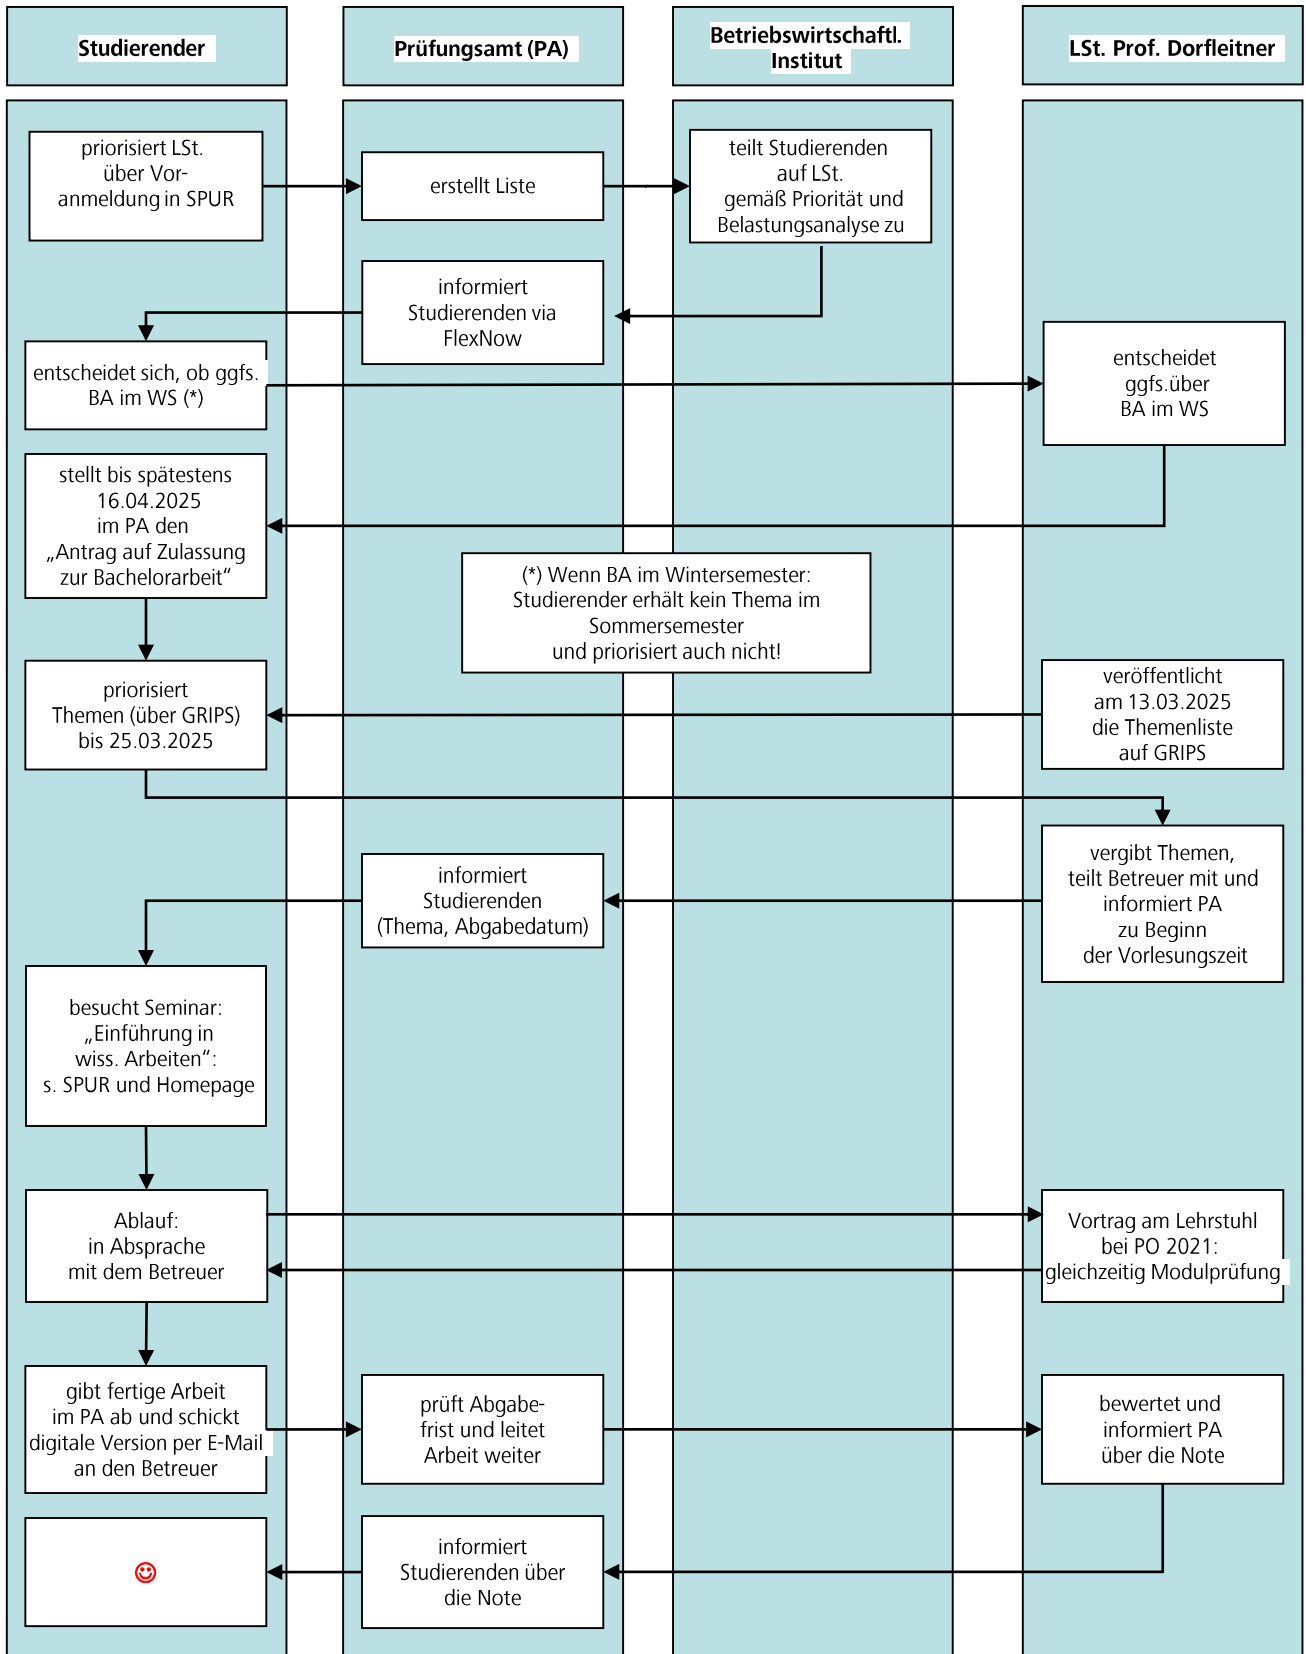 Studierender
Prüfungsamt (PA)
Betriebswirtschaftl.
Institut
LSt. Prof. Dorfleitner
priorisiert LSt.
über Vor-
anmeldung in SPUR
erstellt Liste
teilt Studierenden
auf LSt.
gemäß Priorität und
Belastungsanalyse zu
informiert
Studierenden via
FlexNow
entscheidet sich, ob ggfs.
BA im WS (*)
entscheidet
ggfs.über
BA im WS
stellt bis spätestens
16.04.2025
im PA den
„Antrag auf Zulassung
zur Bachelorarbeit“
(*) Wenn BA im Wintersemester:
Studierender erhält kein Thema im
Sommersemester
und priorisiert auch nicht!
priorisiert
Themen (über GRIPS)
bis 25.03.2025
veröffentlicht
am 13.03.2025
die Themenliste
auf GRIPS
vergibt Themen,
teilt Betreuer mit und
informiert PA
zu Beginn
der Vorlesungszeit
informiert
Studierenden
(Thema, Abgabedatum)
besucht Seminar:
„Einführung in
wiss. Arbeiten“:
s. SPUR und Homepage
Ablauf:
in Absprache
mit dem Betreuer
Vortrag am Lehrstuhl
bei PO 2021:
gleichzeitig Modulprüfung
gibt fertige Arbeit
im PA ab und schickt
digitale Version per E-Mail
an den Betreuer
prüft Abgabe-
frist und leitet
Arbeit weiter
bewertet und
informiert PA
über die Note
informiert
Studierenden über
die Note
☺